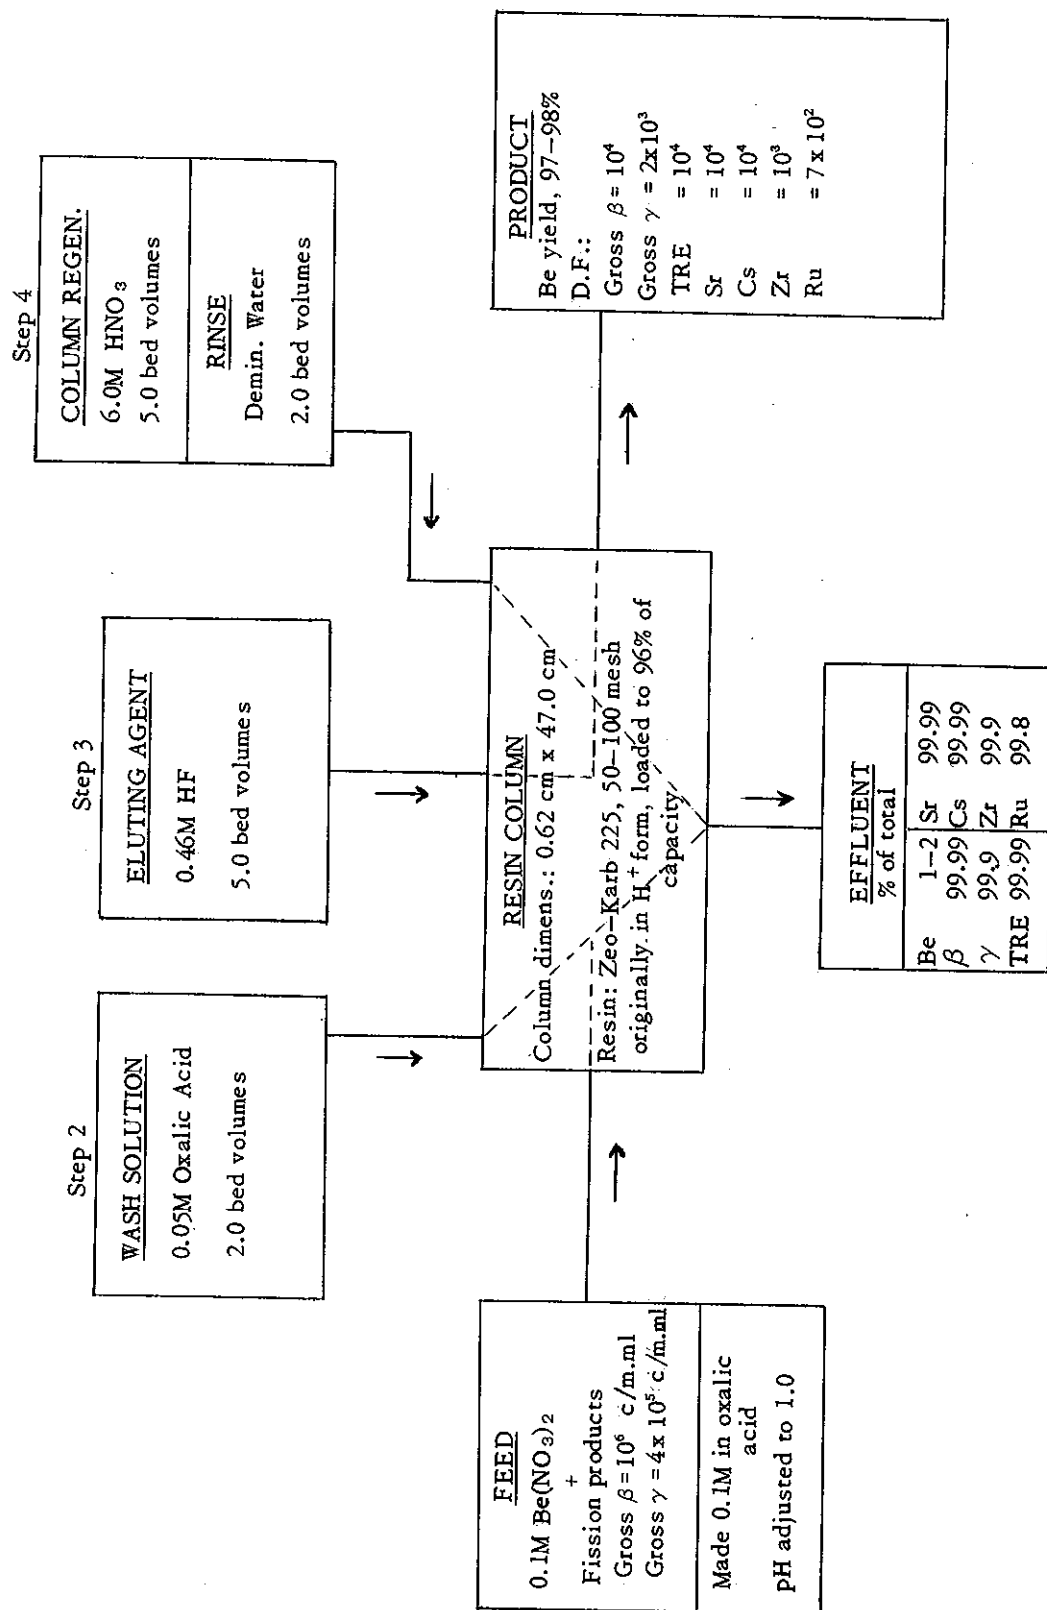 Step 2
WASH SOLUTION
0.05M Oxalic Acid
2.0 bed volumes
Step 3
ELUTING AGENT
0.46M HF
5.0 bed volumes
Step 4
COLUMN REGEN.
6.0M HNO₃
5.0 bed volumes
RINSE
Demin. Water
2.0 bed volumes
FEED
0.1M Be(NO₃)₂
+
Fission products
Gross β = 10⁶ c/m.ml
Gross γ = 4x 10⁵ c/m.ml
Made 0.1M in oxalic
acid
pH adjusted to 1.0
RESIN COLUMN
Column dimens.: 0.62 cm x 47.0 cm
Resin: Zeo-Karb 225, 50-100 mesh
originally in H⁺ form, loaded to 96% of
capacity
PRODUCT
Be yield, 97-98%
D.F.:
Gross β = 10⁴
Gross γ = 2x10³
TRE = 10⁴
Sr = 10⁴
Cs = 10⁴
Zr = 10³
Ru = 7 x 10²
EFFLUENT
% of total
Be 1-2 Sr 99.99
β 99.99 Cs 99.99
γ 99.9 Zr 99.9
TRE 99.99 Ru 99.8